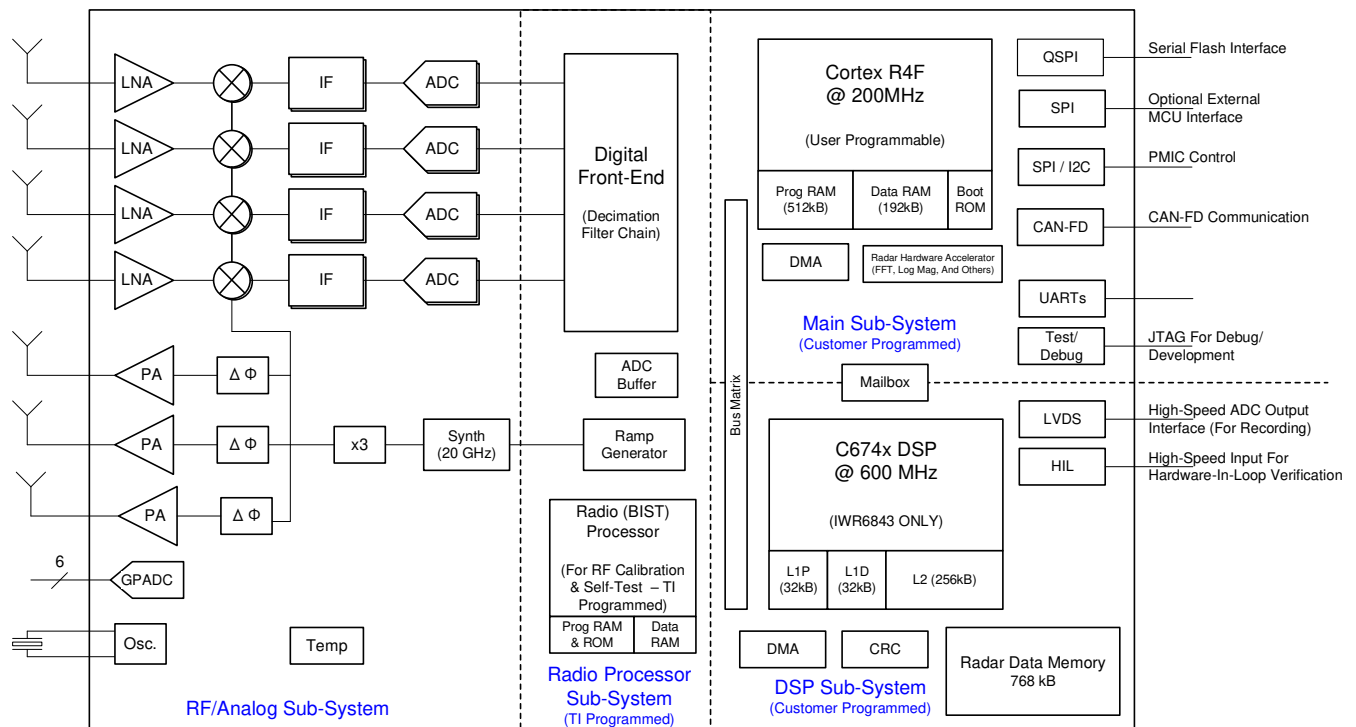 LNA
IF
ADC
LNA
IF
ADC
LNA
IF
ADC
LNA
IF
ADC
Digital
Front-End
(Decimation
Filter Chain)
PA
Δ Φ
PA
Δ Φ
PA
Δ Φ
x3
Synth
(20 GHz)
ADC
Buffer
Ramp
Generator
6
GPADC
Osc.
Temp
RF/Analog Sub-System
Radio (BIST)
Processor
(For RF Calibration
& Self-Test – TI
Programmed)
Prog RAM
& ROM
Data
RAM
Radio Processor
Sub-System
(TI Programmed)
Bus Matrix
Cortex R4F
@ 200MHz
(User Programmable)
Prog RAM
(512kB)
Data RAM
(192kB)
Boot
ROM
DMA
Radar Hardware Accelerator
(FFT, Log Mag, And Others)
Main Sub-System
(Customer Programmed)
Mailbox
C674x DSP
@ 600 MHz
(IWR6843 ONLY)
L1P
(32kB)
L1D
(32kB)
L2 (256kB)
DMA
CRC
DSP Sub-System
(Customer Programmed)
Radar Data Memory
768 kB
QSPI
Serial Flash Interface
SPI
Optional External
MCU Interface
SPI / I2C
PMIC Control
CAN-FD
CAN-FD Communication
UARTs
Test/
Debug
JTAG For Debug/
Development
LVDS
High-Speed ADC Output
Interface (For Recording)
HIL
High-Speed Input For
Hardware-In-Loop Verification